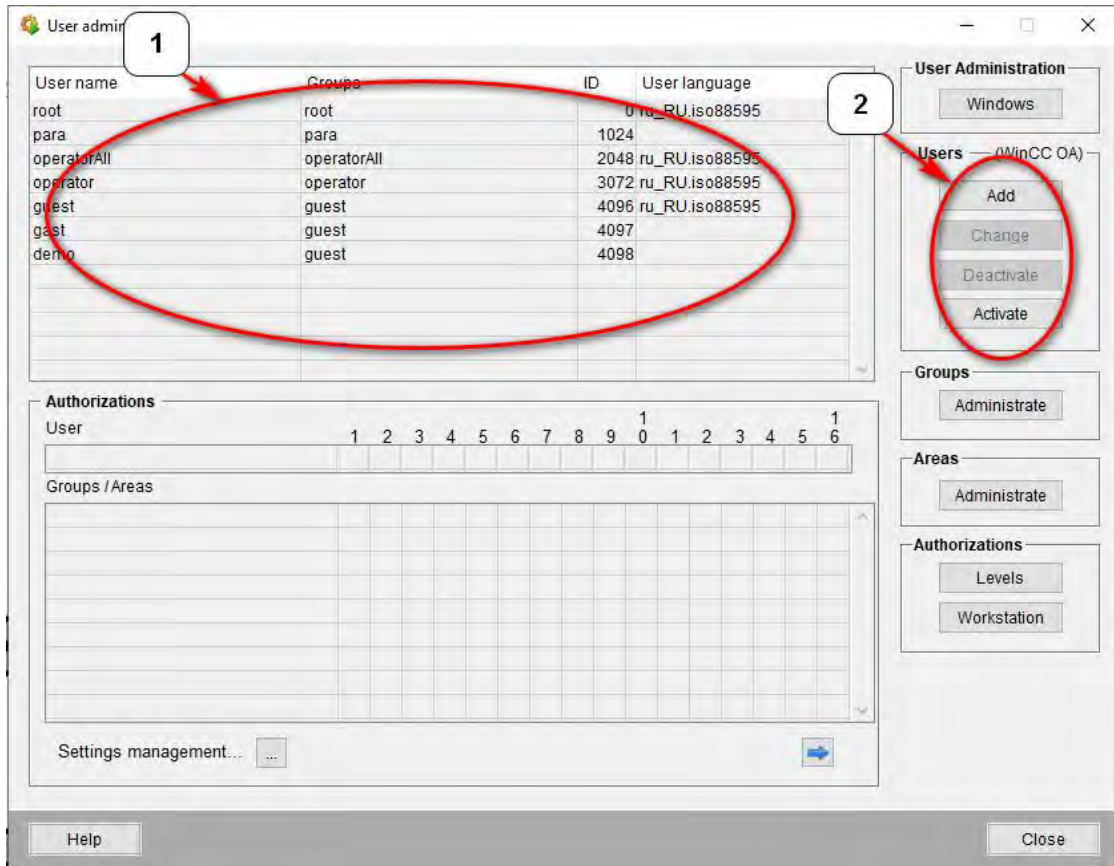 User admin
1
User name Groups ID User language
root root 0 ru_RU.iso88595
para para 1024
operatorAll operatorAll 2048 ru_RU.iso88595
operator operator 3072 ru_RU.iso88595
guest guest 4096 ru_RU.iso88595
gast guest 4097
demo guest 4098
2
User Administration
Windows
Users (WinCC OA)
Add
Change
Deactivate
Activate
Groups
Administrate
Areas
Administrate
Authorizations
Levels
Workstation
Authorizations
User
1 2 3 4 5 6 7 8 9 10 1 2 3 4 5 16
Groups / Areas
Settings management... ...
Help Close